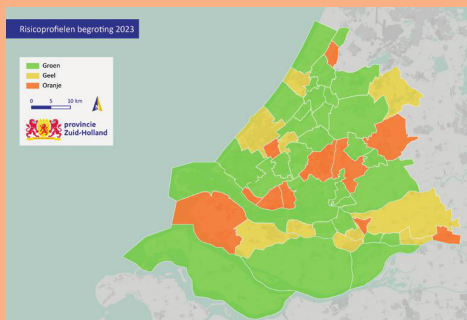 Risicoprofielen begroting 2023
Groen
Geel
Oranje
0 5 10 km
provincie
Zuid-Holland